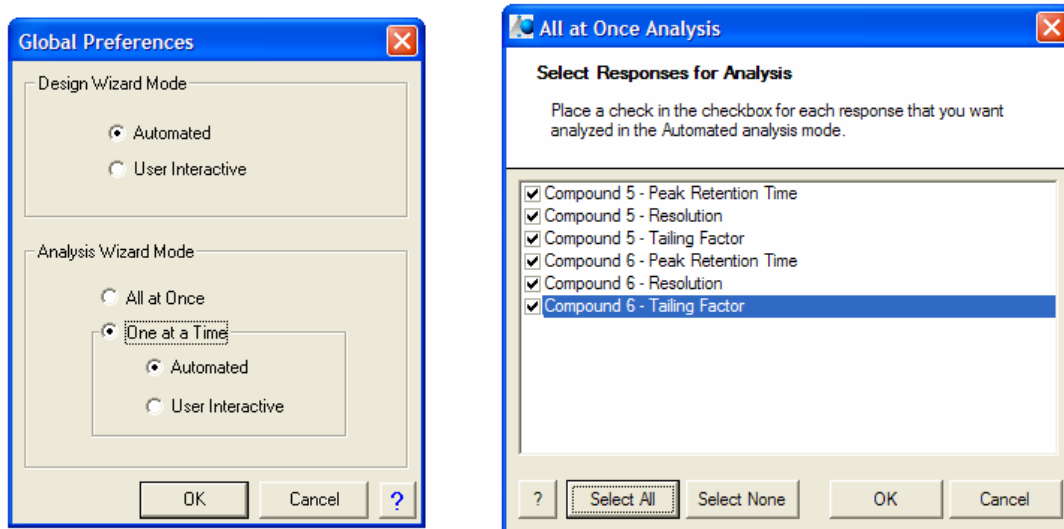 Global Preferences
Design Wizard Mode
Automated
User Interactive
Analysis Wizard Mode
All at Once
One at a Time
Automated
User Interactive
OK
Cancel
?
All at Once Analysis
Select Responses for Analysis
Place a check in the checkbox for each response that you want
analyzed in the Automated analysis mode.
Compound 5 - Peak Retention Time
Compound 5 - Resolution
Compound 5 - Tailing Factor
Compound 6 - Peak Retention Time
Compound 6 - Resolution
Compound 6 - Tailing Factor
?
Select All
Select None
OK
Cancel